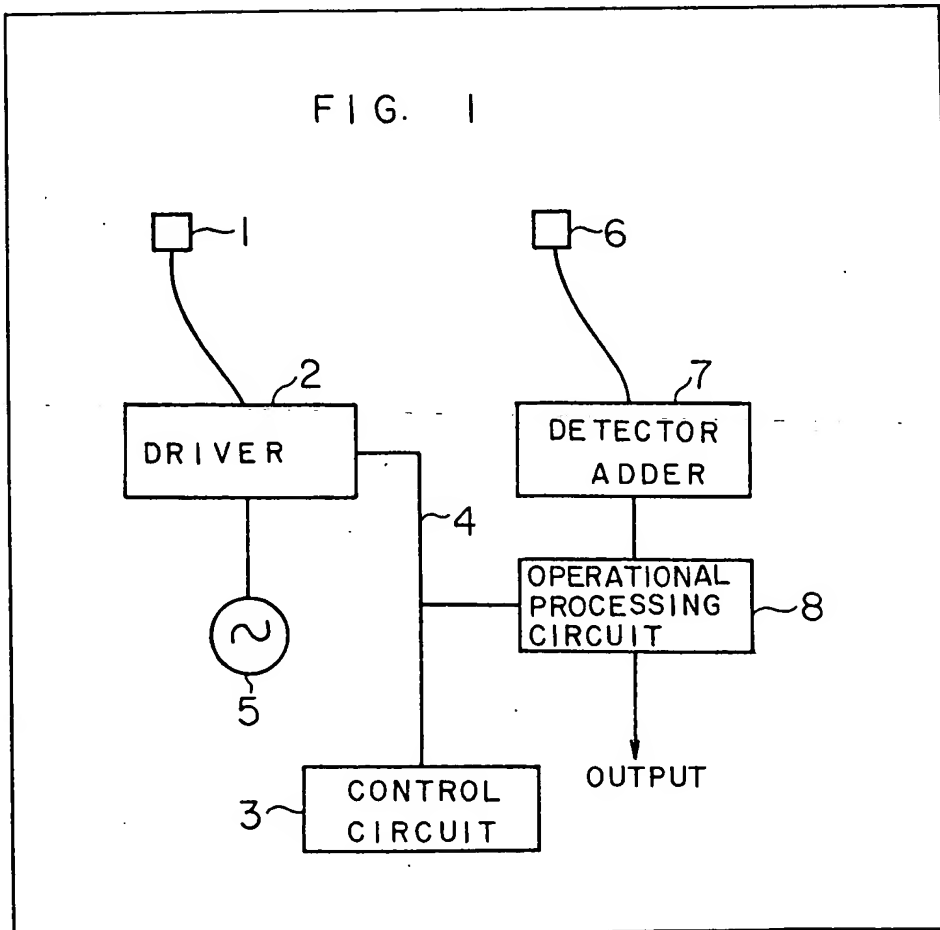 FIG. 1
1
6
2
7
DRIVER
DETECTOR
ADDER
4
OPERATIONAL
PROCESSING
CIRCUIT
8
5
OUTPUT
3
CONTROL
CIRCUIT